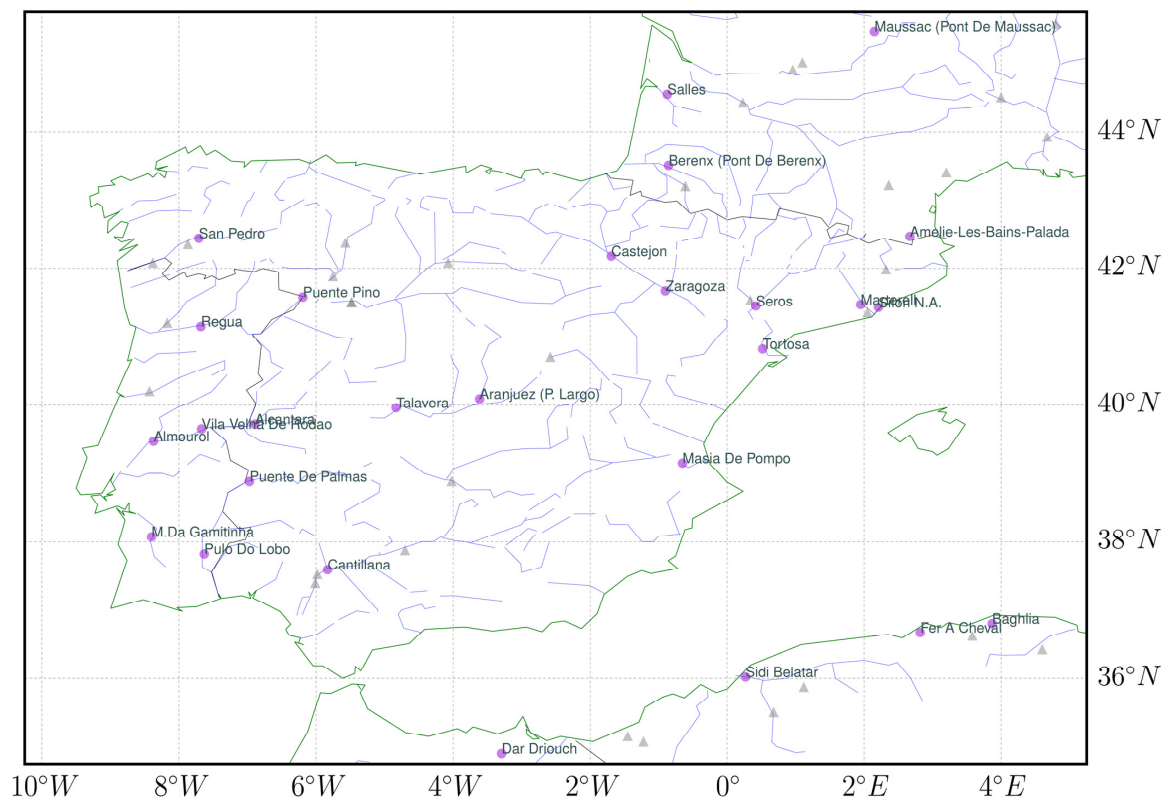 Maussac (Pont De Maussac)
Salles
44°N
Berenx (Pont De Berenx)
San Pedro
Amelie-Les-Bains-Palada
Castejon
42°N
Puente Pino
Zaragoza
Seros
Martorell
N.A.
Regua
Tortosa
Talavera
Aranjuez (P. Largo)
40°N
Alcantara
Vila Velha De Rodao
Almourol
Masia De Pompo
Puente De Palmas
M.Da Gamitinha
38°N
Pulo Do Lobo
Cantillana
Baghlia
Fer A Cheval
Sidi Belatar
36°N
Dar Driouch
10°W 8°W 6°W 4°W 2°W 0° 2°E 4°E